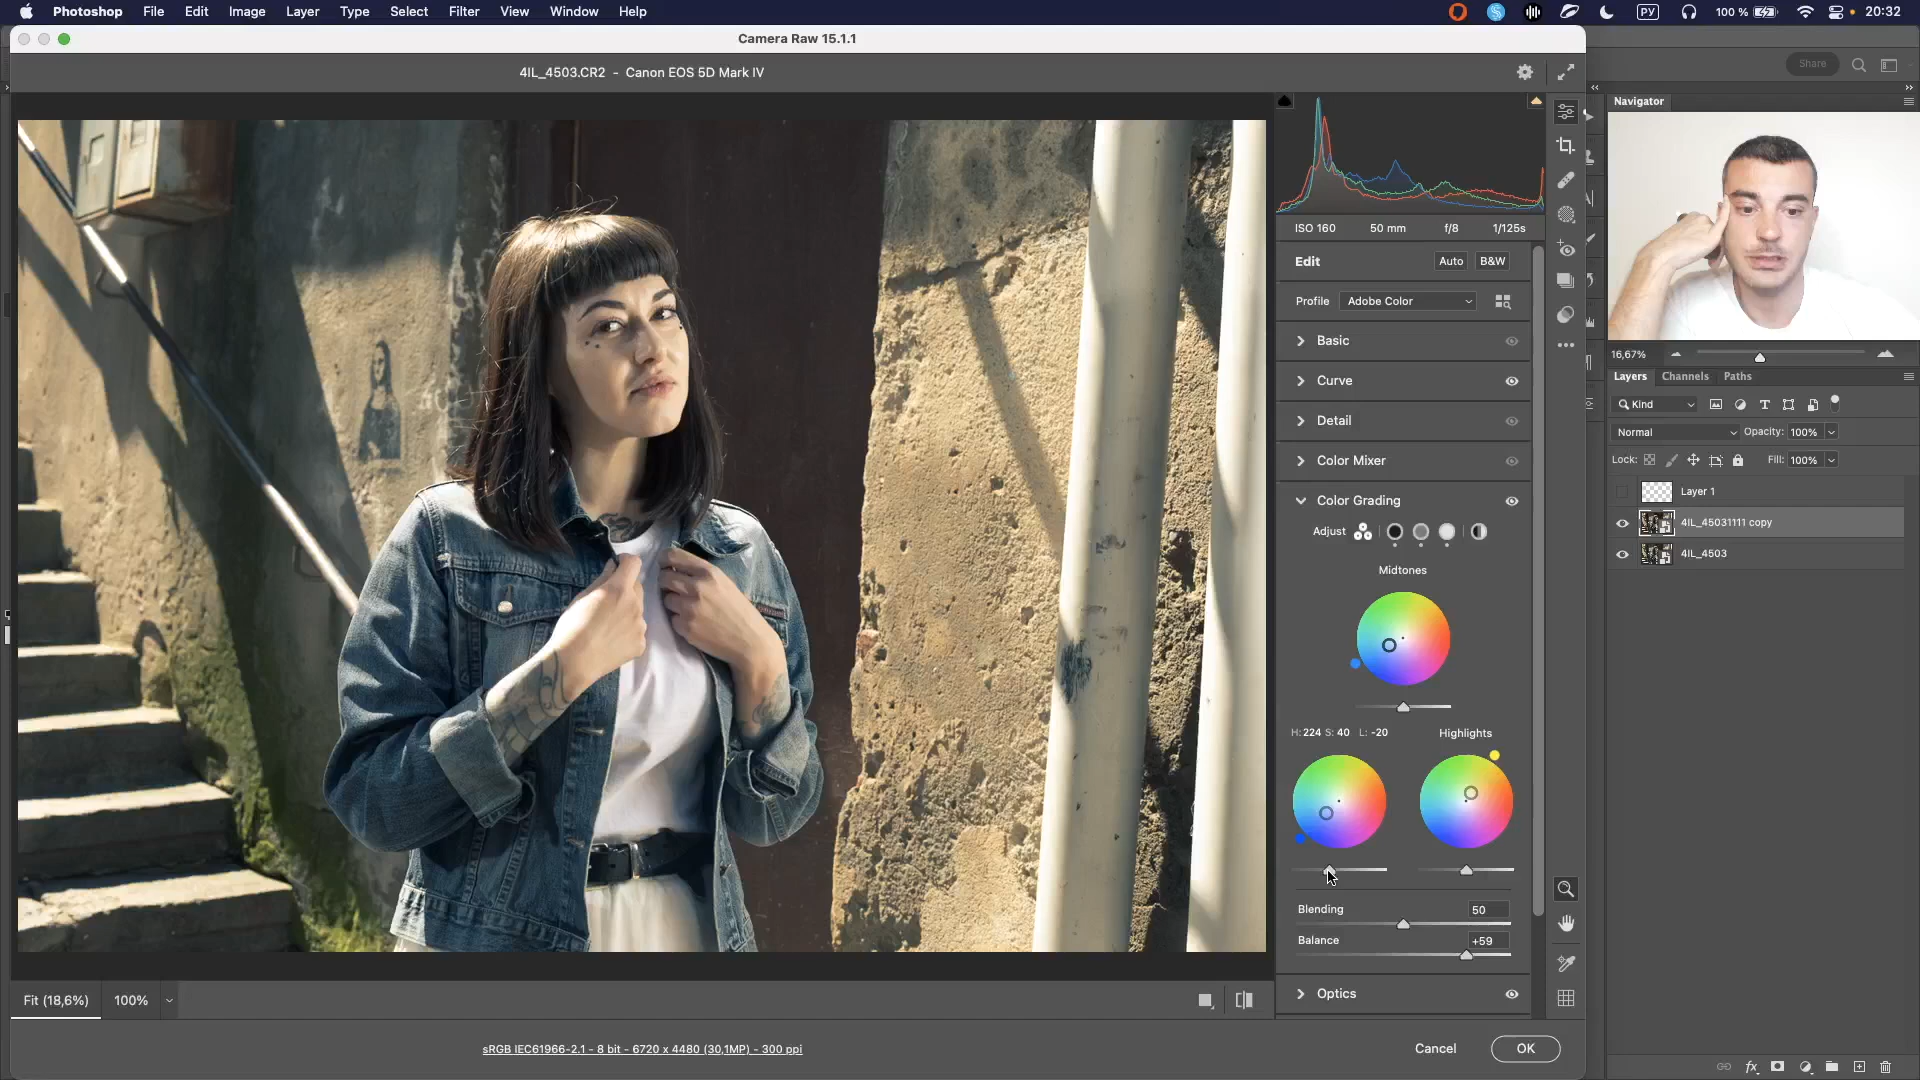 Photoshop File Edit Image Layer Type Select Filter View Window Help РУ 100 % 20:32
Camera Raw 15.1.1
4IL_4503.CR2 - Canon EOS 5D Mark IV
Share
Navigator
ISO 160 50 mm f/8 1/125s
Edit Auto B&W
Profile Adobe Color
Basic
16,67%
Curve
Layers Channels Paths
Kind
Detail
Normal Opacity: 100%
Color Mixer
Lock: Fill: 100%
Layer 1
Color Grading
4IL_45031111 copy
Adjust
4IL_4503
Midtones
H: 224 S: 40 L: -20 Highlights
Blending 50
Balance +59
Optics
Fit (18,6%) 100%
sRGB IEC61966-2.1 - 8 bit - 6720 x 4480 (30,1MP) - 300 ppi
Cancel OK